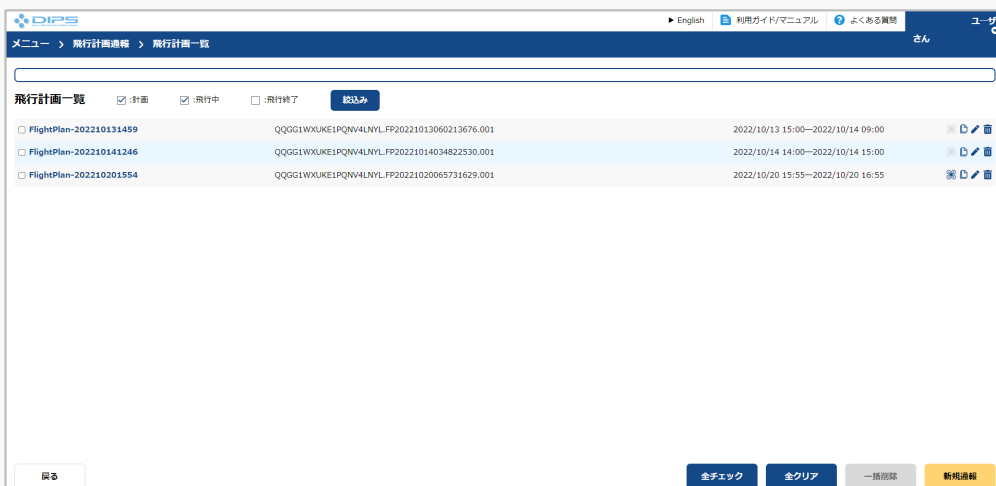 DIPS
▶ English 利用ガイド/マニュアル ? よくある質問 ユーザ
メニュー > 飛行計画通報 > 飛行計画一覧 さん
飛行計画一覧 :計画 :飛行中 :飛行終了 絞込み
FlightPlan-202210131459 QQGG1WXUKE1PQNV4LNYL.FP20221013060213676.001 2022/10/13 15:00—2022/10/14 09:00
FlightPlan-202210141246 QQGG1WXUKE1PQNV4LNYL.FP20221014034822530.001 2022/10/14 14:00—2022/10/14 15:00
FlightPlan-202210201554 QQGG1WXUKE1PQNV4LNYL.FP20221020065731629.001 2022/10/20 15:55—2022/10/20 16:55
戻る 全チェック 全クリア 一括削除 新規通報